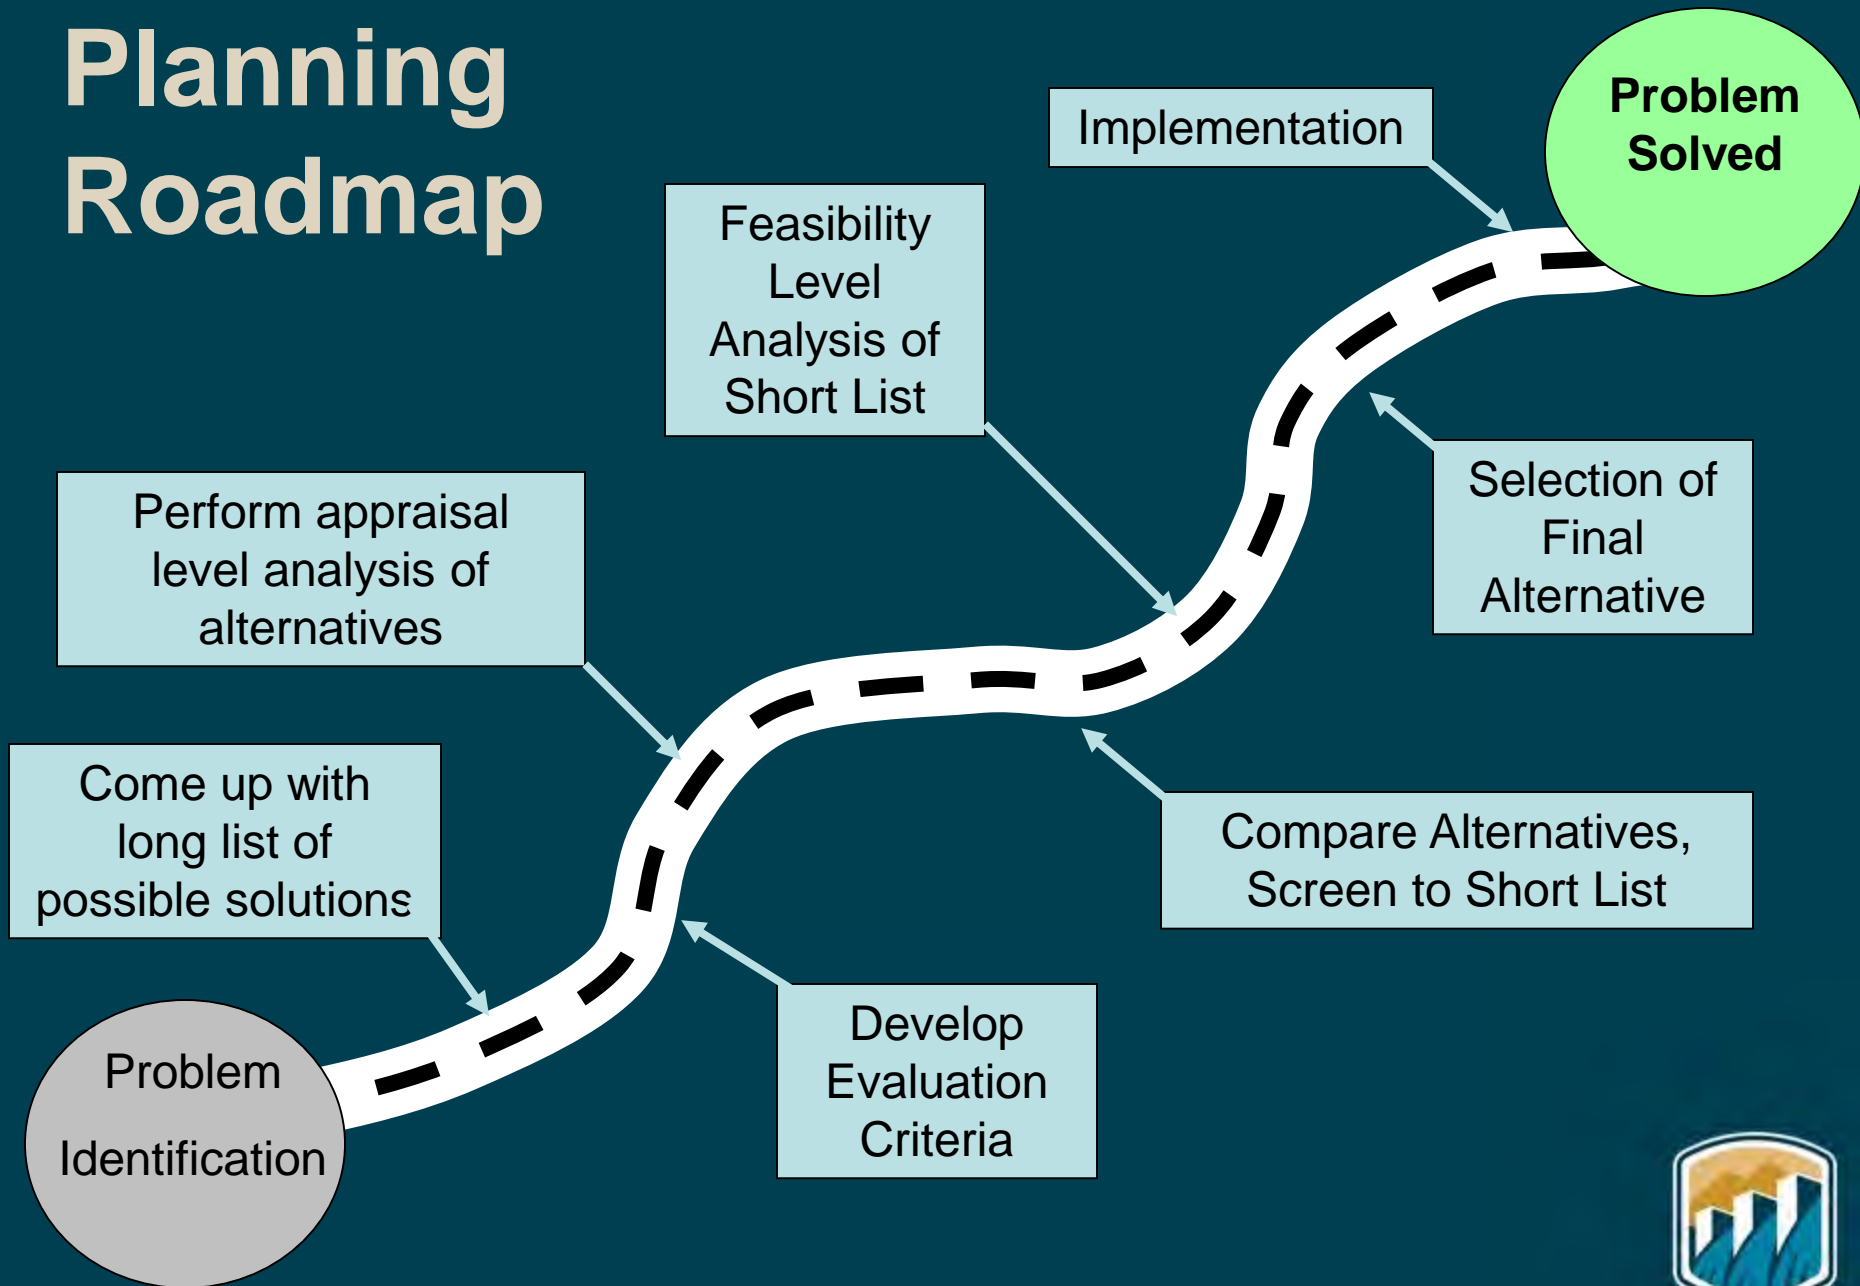 Planning
Roadmap
Problem
Solved
Implementation
Feasibility
Level
Analysis of
Short List
Selection of
Final
Alternative
Perform appraisal
level analysis of
alternatives
Come up with
long list of
possible solutions
Compare Alternatives,
Screen to Short List
Develop
Evaluation
Criteria
Problem
Identification